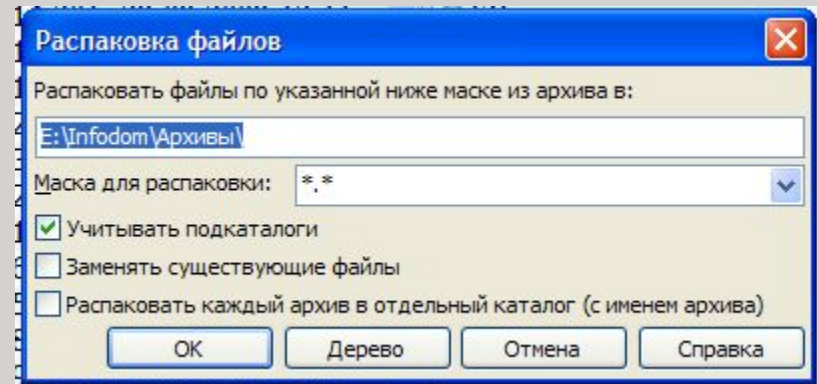 Распаковка файлов
Распаковать файлы по указанной ниже маске из архива в:
E:\Infodom\Архивы\
Маска для распаковки: *.*
Учитывать подкаталоги
Заменять существующие файлы
Распаковать каждый архив в отдельный каталог (с именем архива)
OK Дерево Отмена Справка